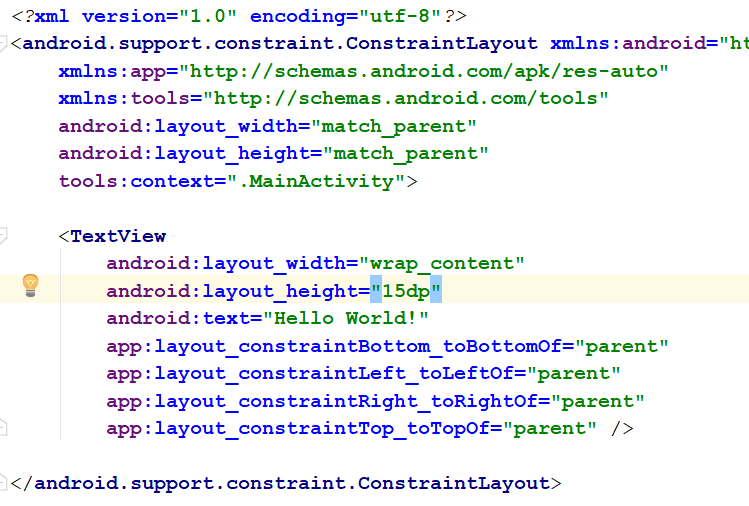 <?xml version="1.0" encoding="utf-8"?>
<android.support.constraint.ConstraintLayout xmlns:android="ht
    xmlns:app="http://schemas.android.com/apk/res-auto"
    xmlns:tools="http://schemas.android.com/tools"
    android:layout_width="match_parent"
    android:layout_height="match_parent"
    tools:context=".MainActivity">

    <TextView
        android:layout_width="wrap_content"
        android:layout_height="15dp"
        android:text="Hello World!"
        app:layout_constraintBottom_toBottomOf="parent"
        app:layout_constraintLeft_toLeftOf="parent"
        app:layout_constraintRight_toRightOf="parent"
        app:layout_constraintTop_toTopOf="parent" />

</android.support.constraint.ConstraintLayout>